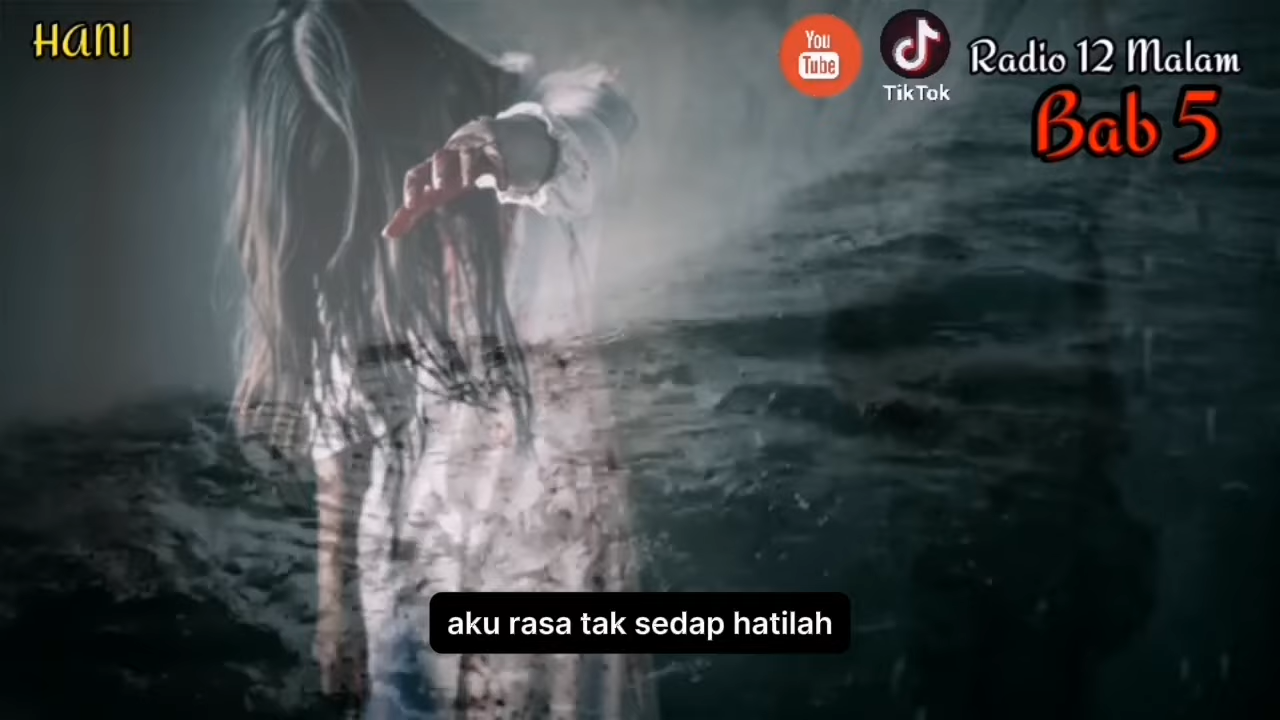 HANI
You
Tube
TikTok
Radio 12 Malam
Bab 5
aku rasa tak sedap hatilah